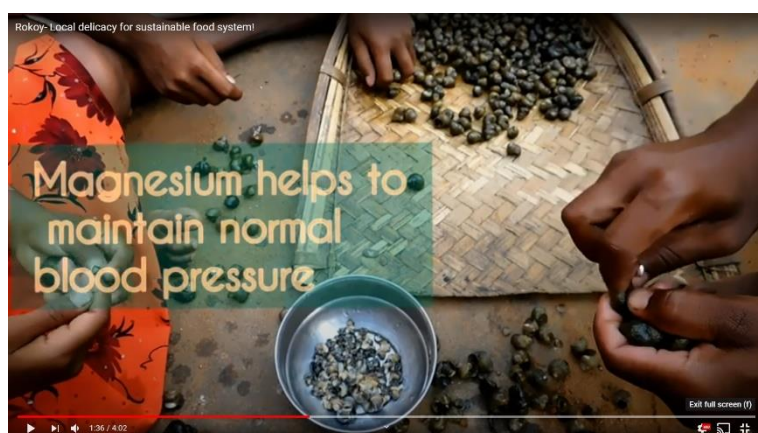 Rokoy- Local delicacy for sustainable food system!
Magnesium helps to
maintain normal
blood pressure
Exit full screen (f)
1:36 / 4:02